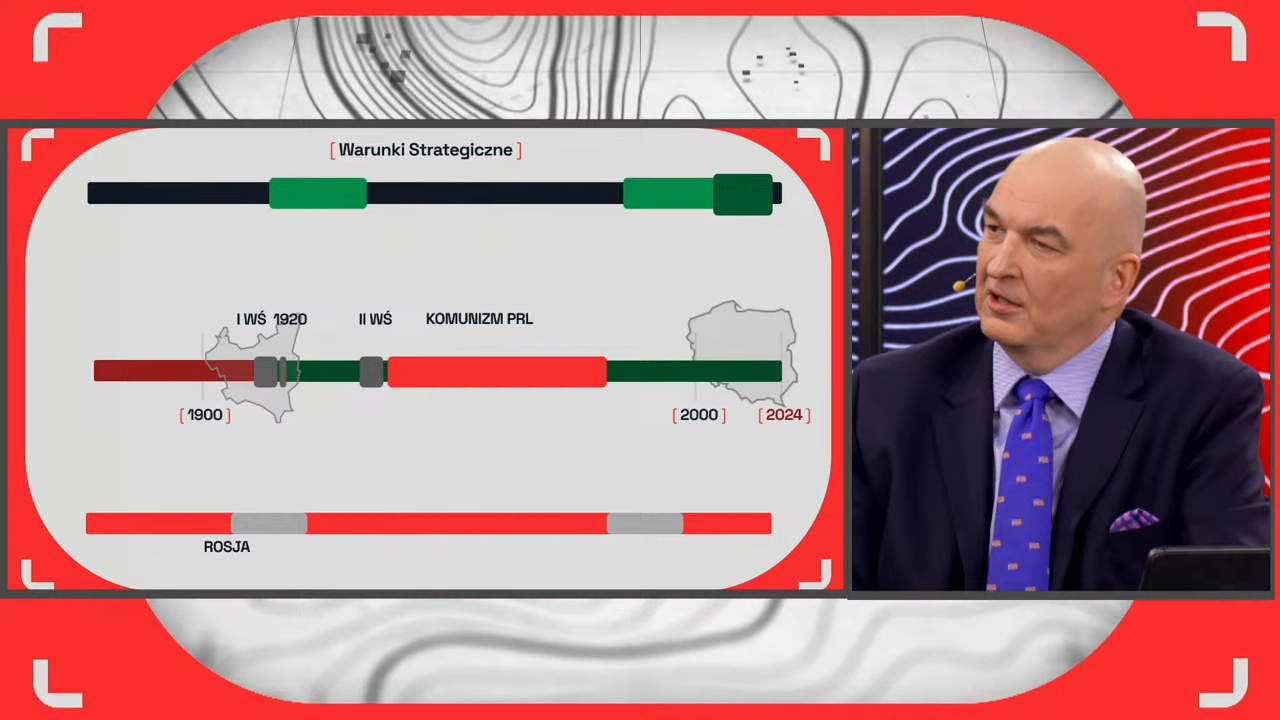 [ Warunki Strategiczne ]
I WŚ 1920 II WŚ KOMUNIZM PRL
[ 1900 ] [ 2000 ] [ 2024 ]
ROSJA